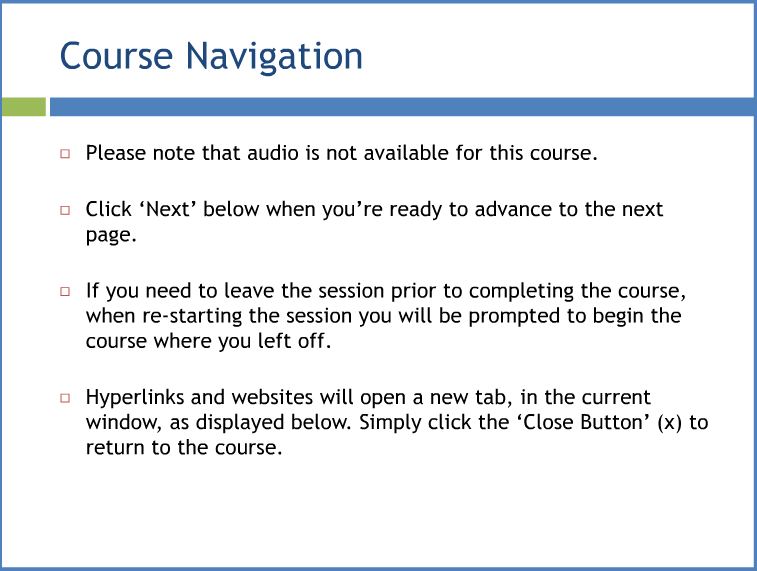 Course Navigation
Please note that audio is not available for this course.
Click ‘Next’ below when you’re ready to advance to the next
page.
If you need to leave the session prior to completing the course,
when re-starting the session you will be prompted to begin the
course where you left off.
Hyperlinks and websites will open a new tab, in the current
window, as displayed below. Simply click the ‘Close Button’ (x) to
return to the course.